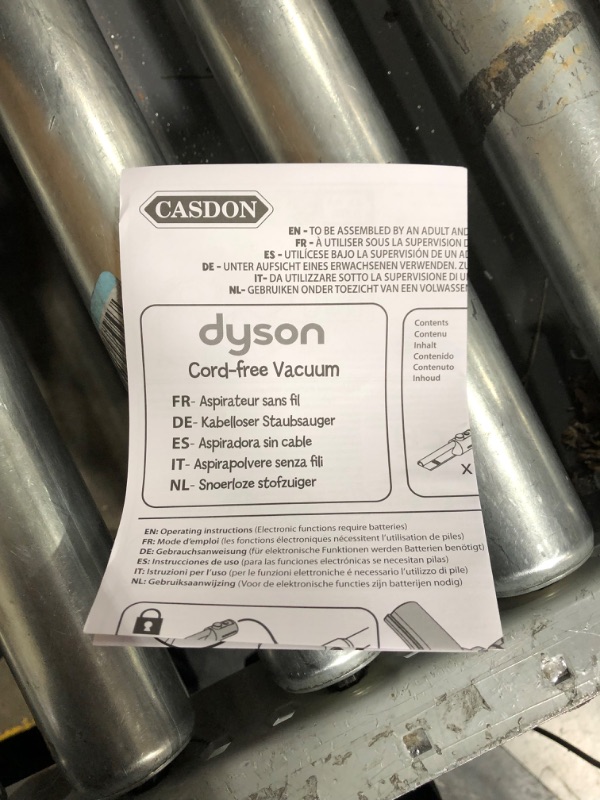 CASDON
EN - TO BE ASSEMBLED BY AN ADULT AND
FR - À UTILISER SOUS LA SUPERVISION D
ES - UTILÍCESE BAJO LA SUPERVISIÓN DE UN AD
DE - UNTER AUFSICHT EINES ERWACHSENEN VERWENDEN. ZU
IT- DA UTILIZZARE SOTTO LA SUPERVISIONE DI U
NL- GEBRUIKEN ONDER TOEZICHT VAN EEN VOLWASSEN
dyson
Cord-free Vacuum
FR- Aspirateur sans fil
DE- Kabelloser Staubsauger
ES- Aspiradora sin cable
IT- Aspirapolvere senza fili
NL- Snoerloze stofzuiger
Contents
Contenu
Inhalt
Contenido
Contenuto
Inhoud
X
EN: Operating instructions (Electronic functions require batteries)
FR: Mode d'emploi (les fonctions électroniques nécessitent l'utilisation de piles)
DE: Gebrauchsanweisung (für elektronische Funktionen werden Batterien benötigt)
ES: Instrucciones de uso (para las funciones electrónicas se necesitan pilas)
IT: Istruzioni per l'uso (per le funzioni elettroniche é necessario l'utilizzo di pile)
NL: Gebruiksaanwijzing (Voor de elektronische functies zijn batterijen nodig)